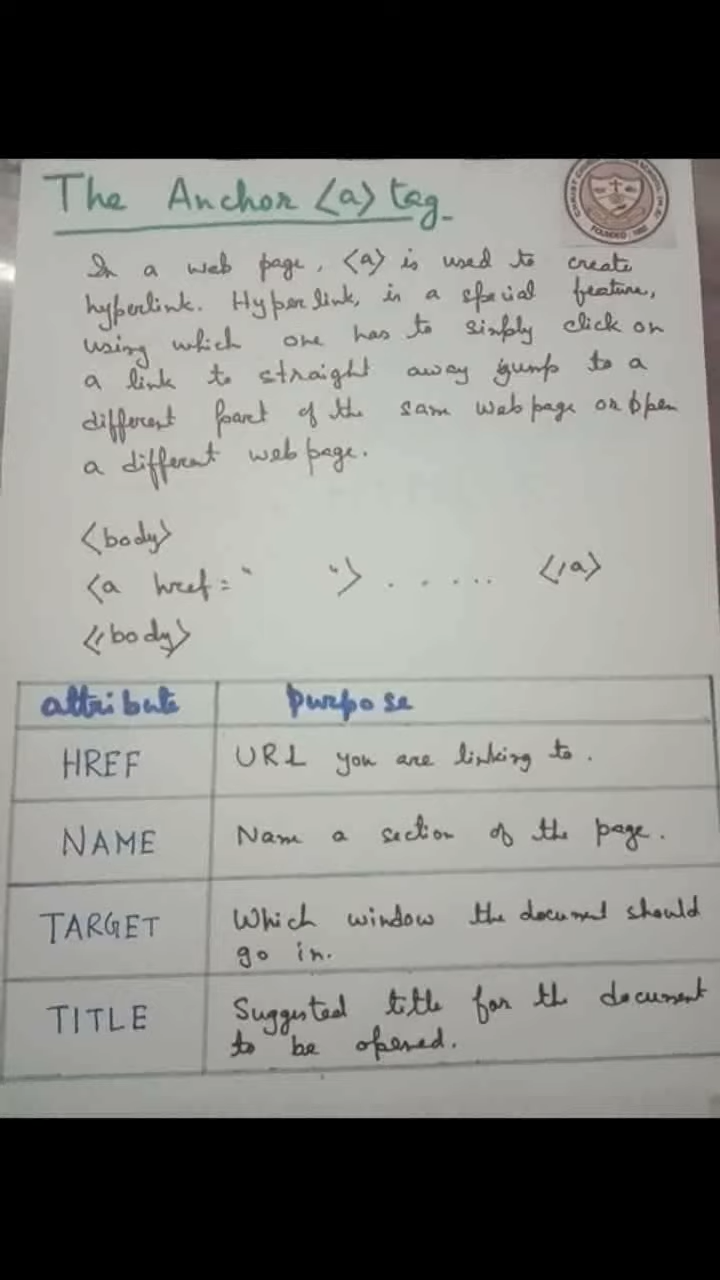 The Anchor <a> tag
In a web page, <a> is used to create
hyperlink. Hyperlink, is a special feature,
using which one has to simply click on
a link to straight away jump to a
different part of the sam web page or open
a different web page.
<body>
<a href="        "> . . . . . </a>
</body>
attribute purpose
HREF URL you are linking to.
NAME Name a section of the page.
TARGET Which window the document should
go in.
TITLE Suggested title for the document
to be opened.